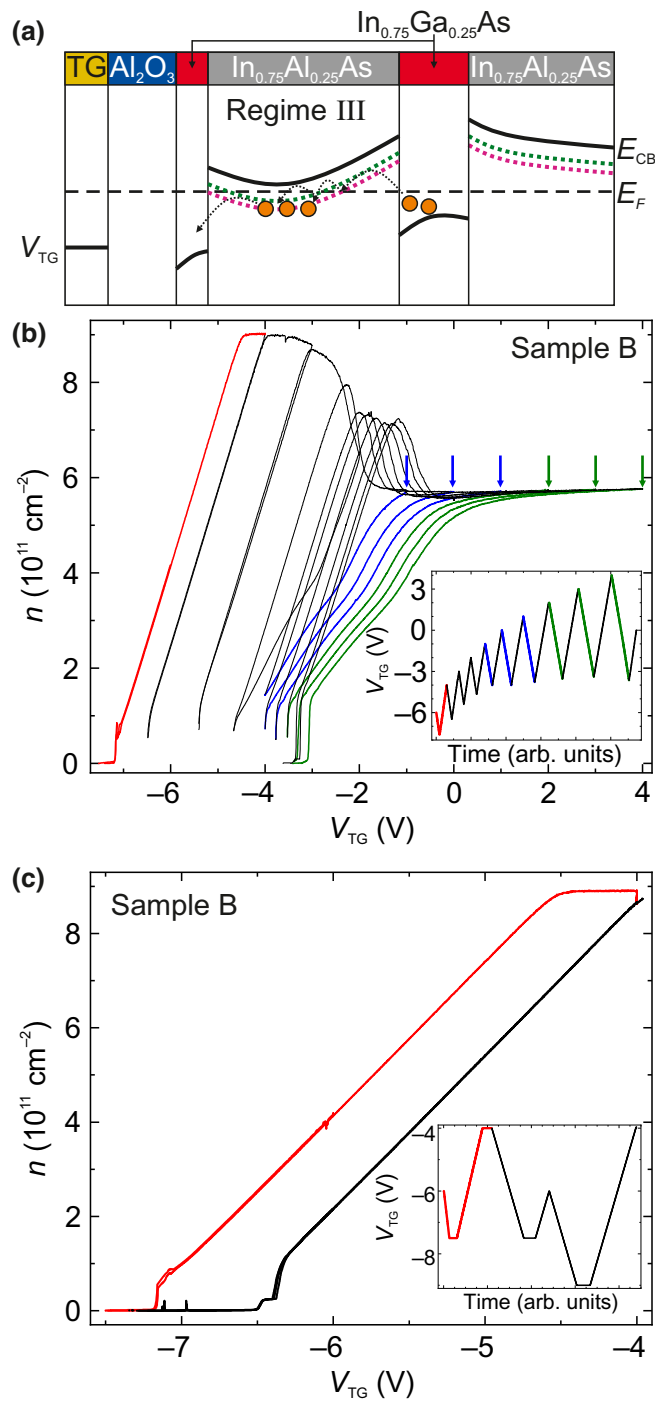 (a)
In0.75Ga0.25As
TG Al2O3 In0.75Al0.25As In0.75Al0.25As
Regime III
ECB
EF
VTG
(b)
Sample B
n (10^11 cm^−2)
8
6
4
2
0
−6 −4 −2 0 2 4
VTG (V)
VTG (V)
3
0
−3
−6
Time (arb. units)
(c)
Sample B
n (10^11 cm^−2)
8
6
4
2
0
−7 −6 −5 −4
VTG (V)
VTG (V)
−4
−6
−8
Time (arb. units)